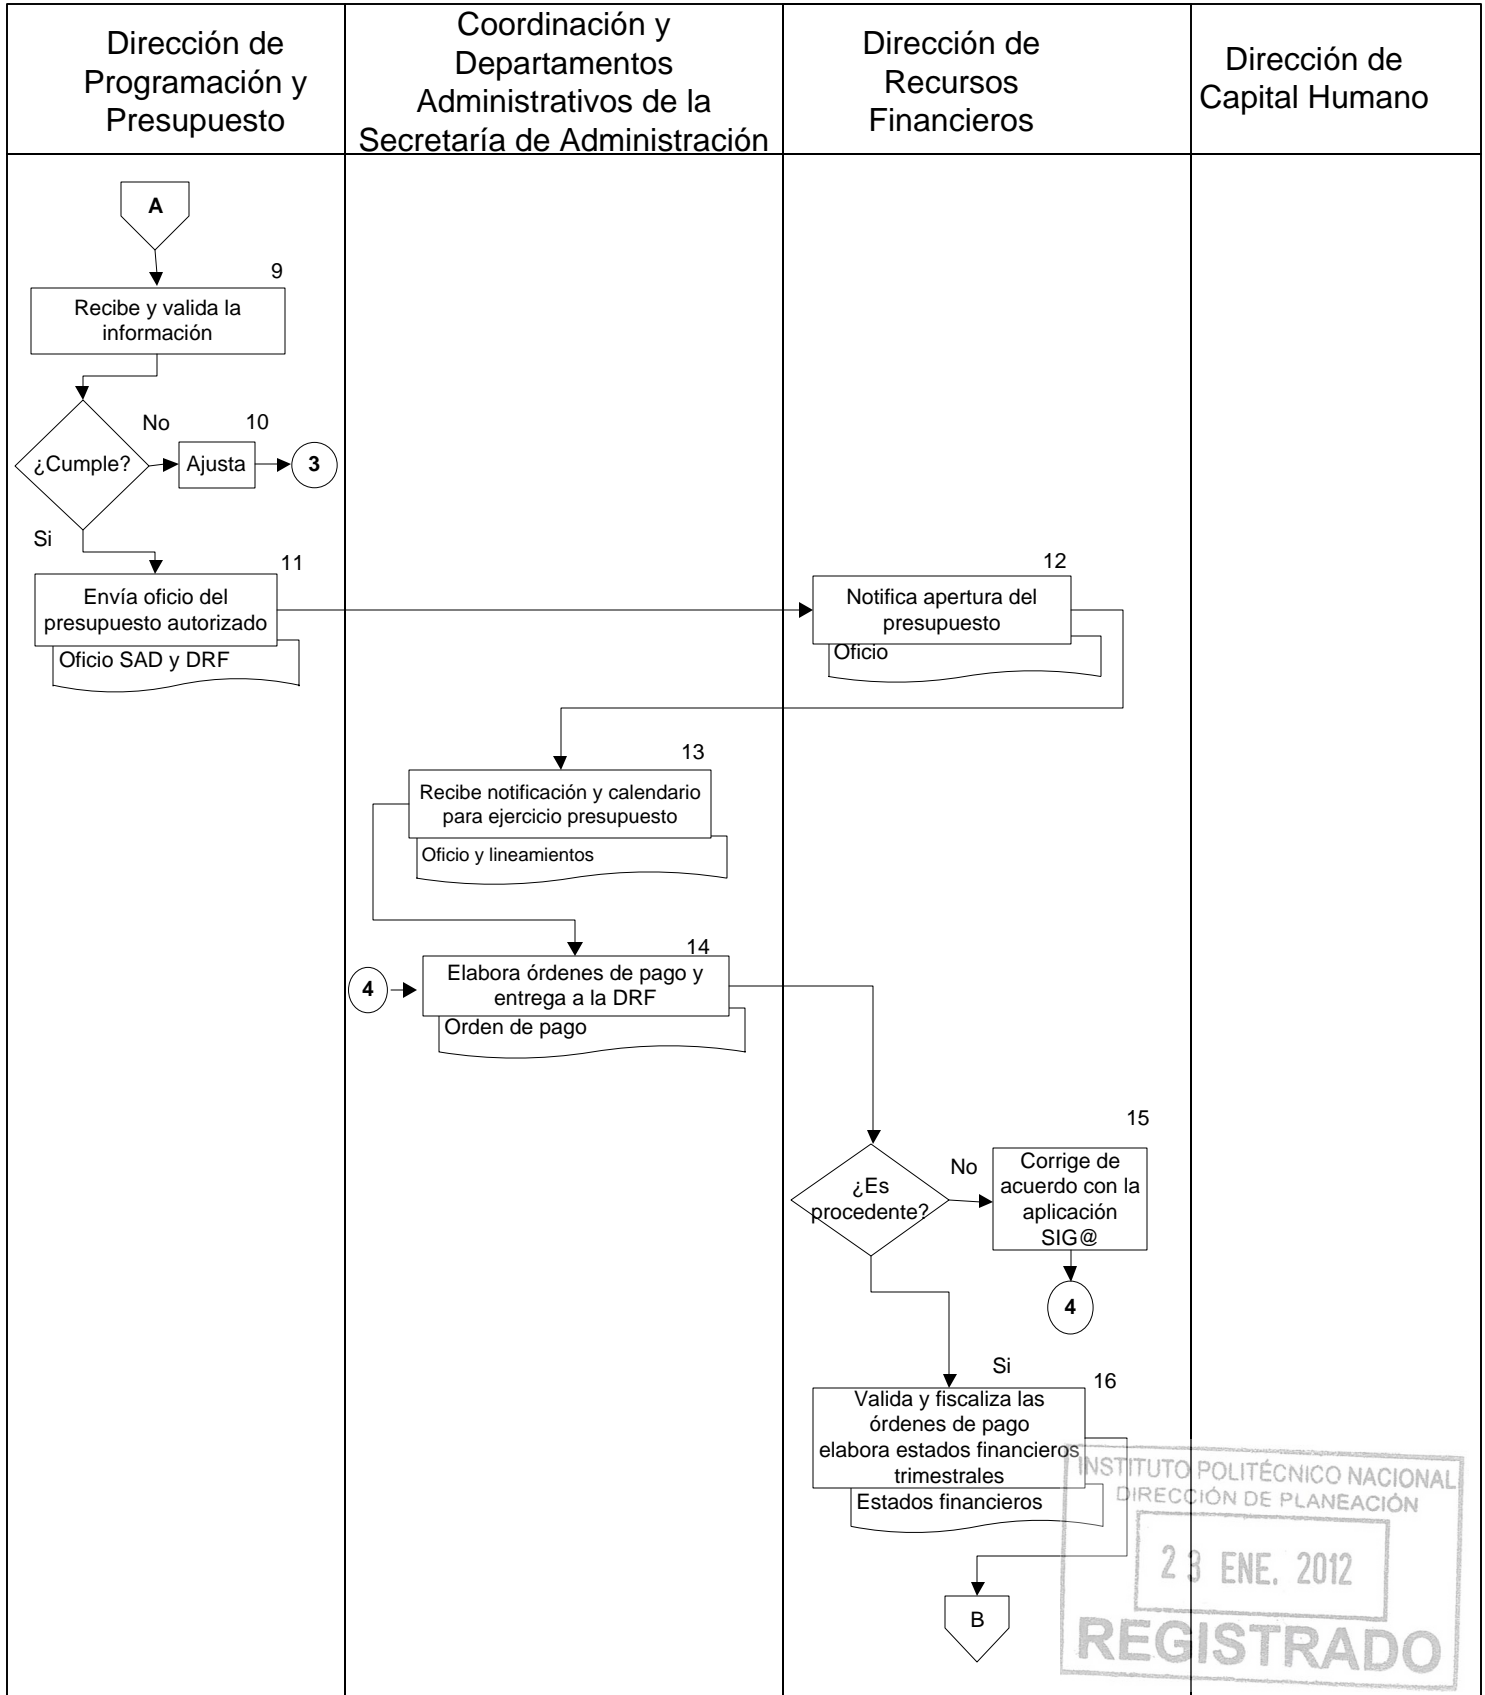 Dirección de
Programación y
Presupuesto
Coordinación y
Departamentos
Administrativos de la
Secretaría de Administración
Dirección de
Recursos
Financieros
Dirección de
Capital Humano
A
9
Recibe y valida la
información
¿Cumple?
No
10
Ajusta
3
Si
11
Envía oficio del
presupuesto autorizado
Oficio SAD y DRF
12
Notifica apertura del
presupuesto
Oficio
13
Recibe notificación y calendario
para ejercicio presupuesto
Oficio y lineamientos
14
4
Elabora órdenes de pago y
entrega a la DRF
Orden de pago
¿Es
procedente?
No
15
Corrige de
acuerdo con la
aplicación
SIG@
4
Si
16
Valida y fiscaliza las
órdenes de pago
elabora estados financieros
trimestrales
Estados financieros
B
INSTITUTO POLITÉCNICO NACIONAL
DIRECCIÓN DE PLANEACIÓN
23 ENE. 2012
REGISTRADO